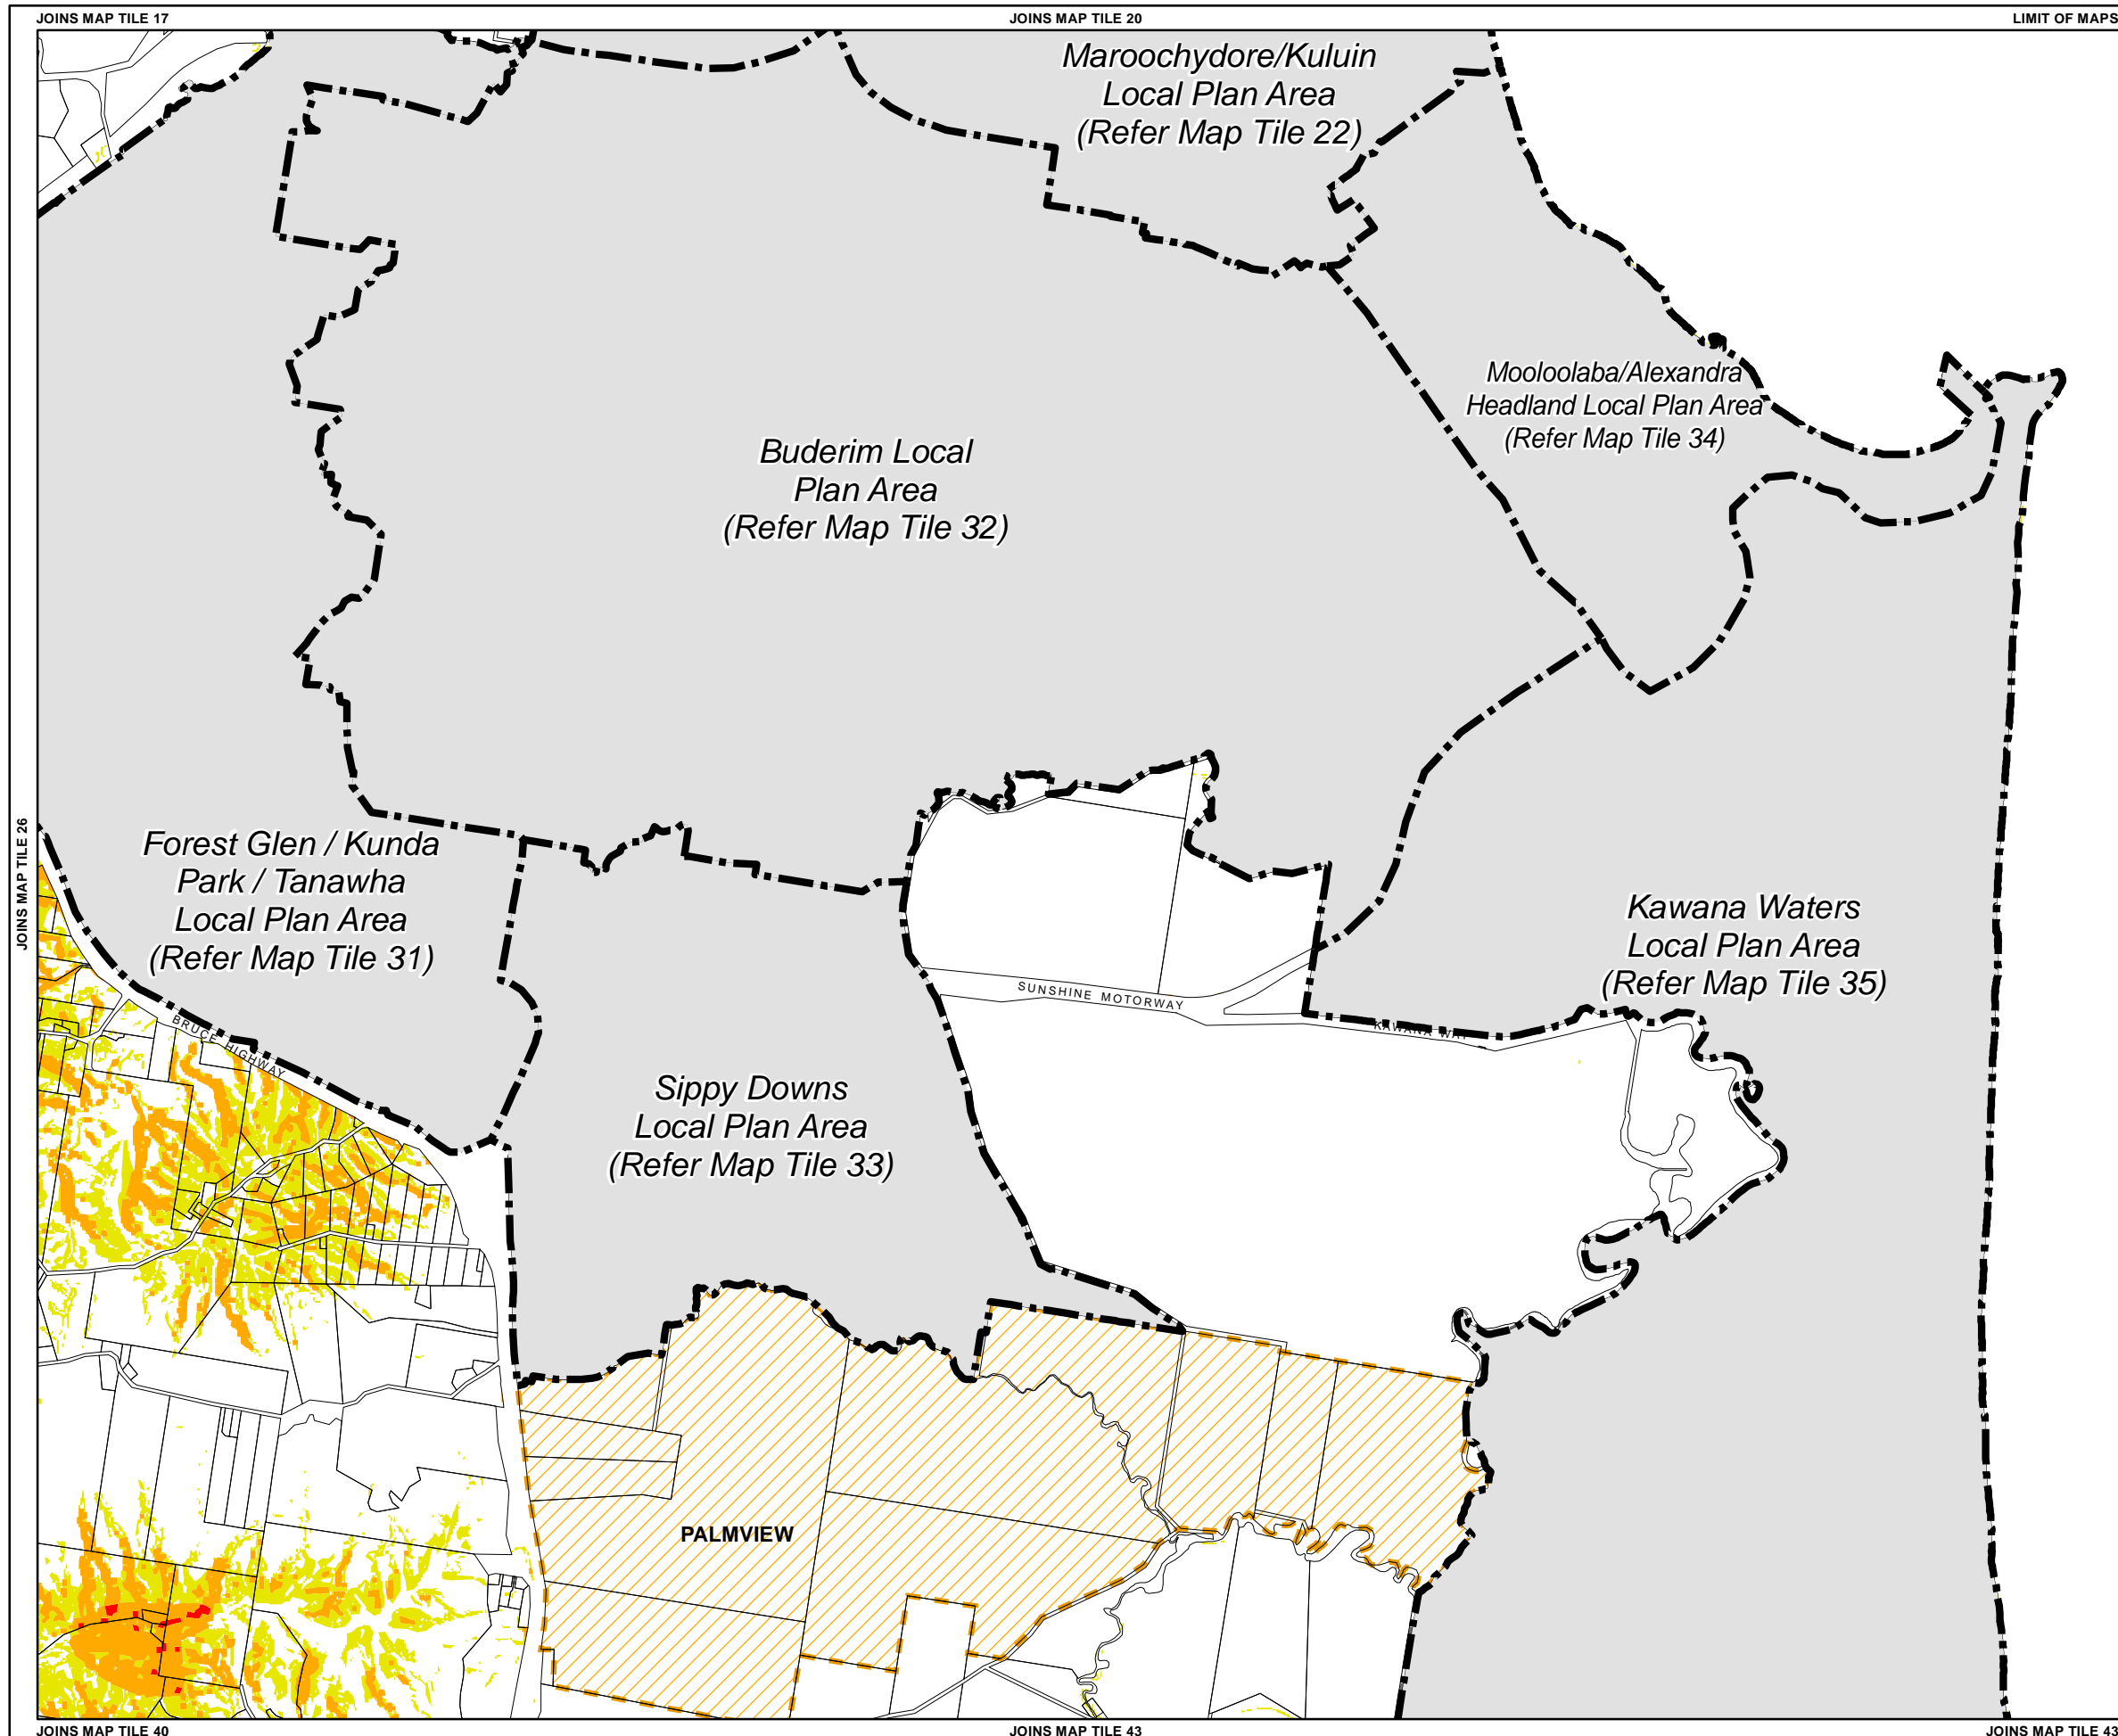 JOINS MAP TILE 17
JOINS MAP TILE 20
LIMIT OF MAPS
Maroochydore/Kuluin
Local Plan Area
(Refer Map Tile 22)
Mooloolaba/Alexandra
Headland Local Plan Area
(Refer Map Tile 34)
Buderim Local
Plan Area
(Refer Map Tile 32)
JOINS MAP TILE 26
Forest Glen / Kunda
Park / Tanawha
Local Plan Area
(Refer Map Tile 31)
Kawana Waters
Local Plan Area
(Refer Map Tile 35)
SUNSHINE MOTORWAY
KAWANA WAY
BRUCE HIGHWAY
Sippy Downs
Local Plan Area
(Refer Map Tile 33)
PALMVIEW
JOINS MAP TILE 40
JOINS MAP TILE 43
JOINS MAP TILE 43